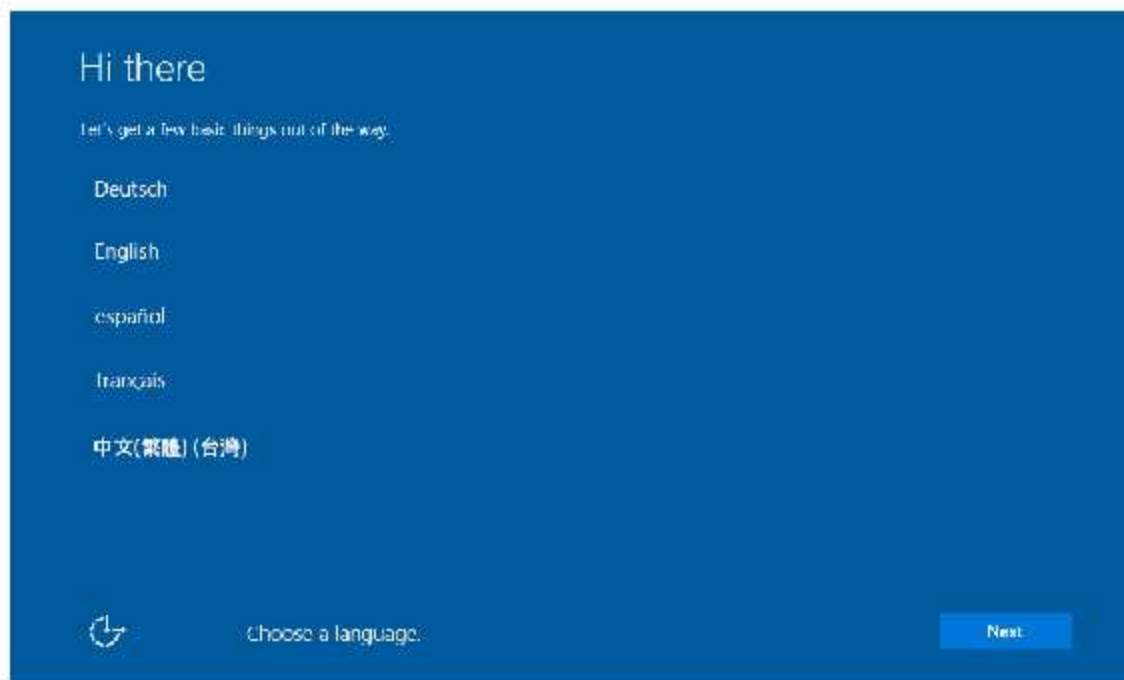 Hi there
Let's get a few basic things out of the way.
Deutsch
English
español
français
中文(繁體) (台灣)
Choose a language.
Next